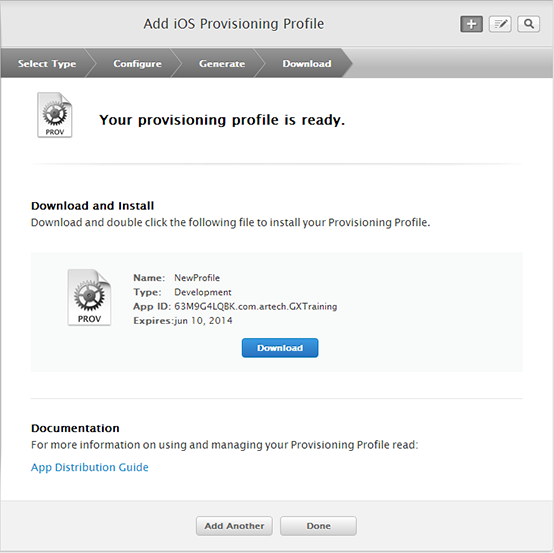 Add iOS Provisioning Profile
Select Type Configure Generate Download
PROV
Your provisioning profile is ready.
Download and Install
Download and double click the following file to install your Provisioning Profile.
PROV
Name: NewProfile
Type: Development
App ID: 63M9G4LQBK.com.artech.GXTraining
Expires:jun 10, 2014
Download
Documentation
For more information on using and managing your Provisioning Profile read:
App Distribution Guide
Add Another Done